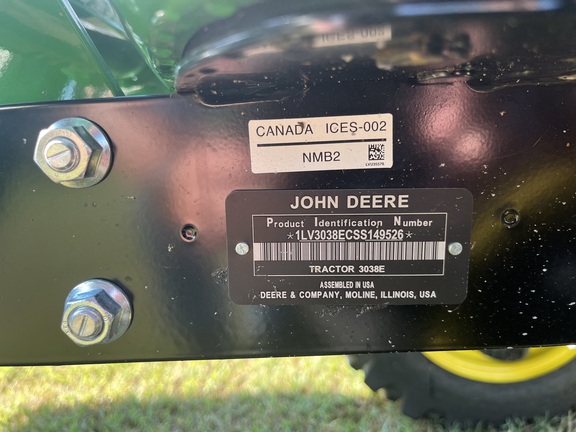 CANADA ICES-002
NMB2
JOHN DEERE
Product Identification Number
*1LV3038ECSS149526*
TRACTOR 3038E
ASSEMBLED IN USA
DEERE & COMPANY, MOLINE, ILLINOIS, USA